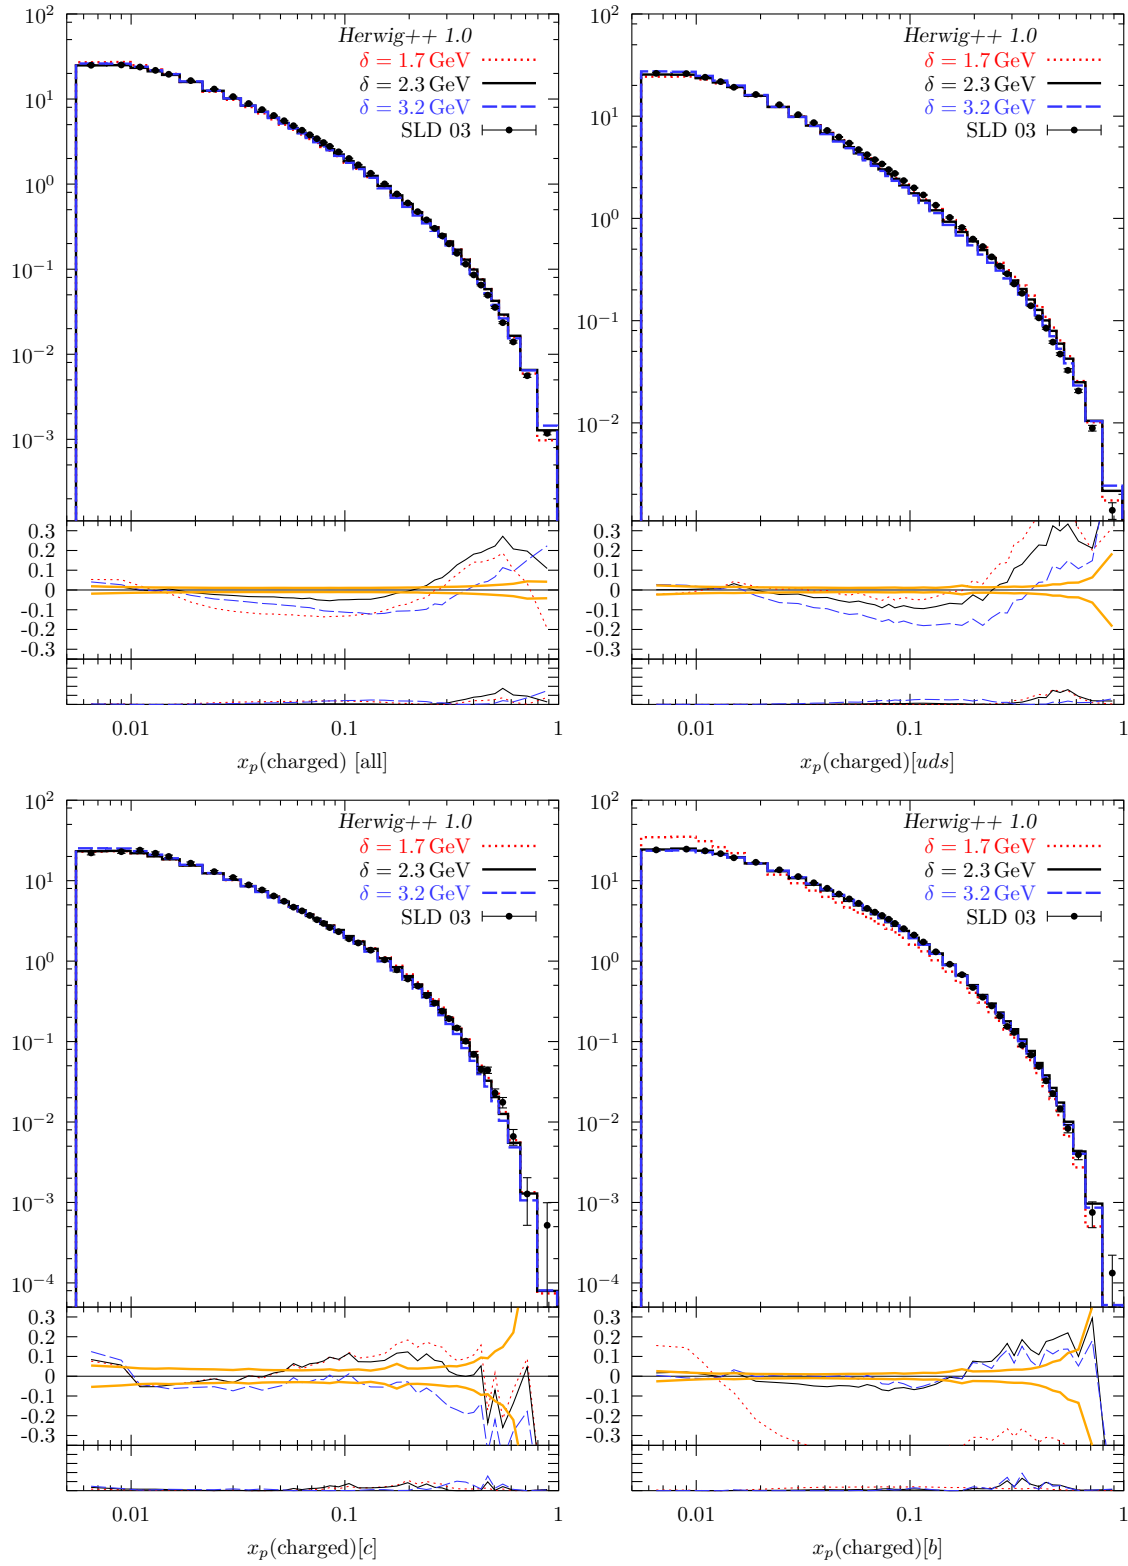 10^2
10^1
10^0
10^−1
10^−2
10^−3
Herwig++ 1.0
δ = 1.7 GeV
δ = 2.3 GeV
δ = 3.2 GeV
SLD 03
0.3
0.2
0.1
0
-0.1
-0.2
-0.3
0.01 0.1 1
x_p(charged) [all]
10^2
10^1
10^0
10^−1
10^−2
Herwig++ 1.0
δ = 1.7 GeV
δ = 2.3 GeV
δ = 3.2 GeV
SLD 03
0.3
0.2
0.1
0
-0.1
-0.2
-0.3
0.01 0.1 1
x_p(charged)[uds]
10^2
10^1
10^0
10^−1
10^−2
10^−3
10^−4
Herwig++ 1.0
δ = 1.7 GeV
δ = 2.3 GeV
δ = 3.2 GeV
SLD 03
0.3
0.2
0.1
0
-0.1
-0.2
-0.3
0.01 0.1 1
x_p(charged)[c]
10^2
10^1
10^0
10^−1
10^−2
10^−3
10^−4
Herwig++ 1.0
δ = 1.7 GeV
δ = 2.3 GeV
δ = 3.2 GeV
SLD 03
0.3
0.2
0.1
0
-0.1
-0.2
-0.3
0.01 0.1 1
x_p(charged)[b]